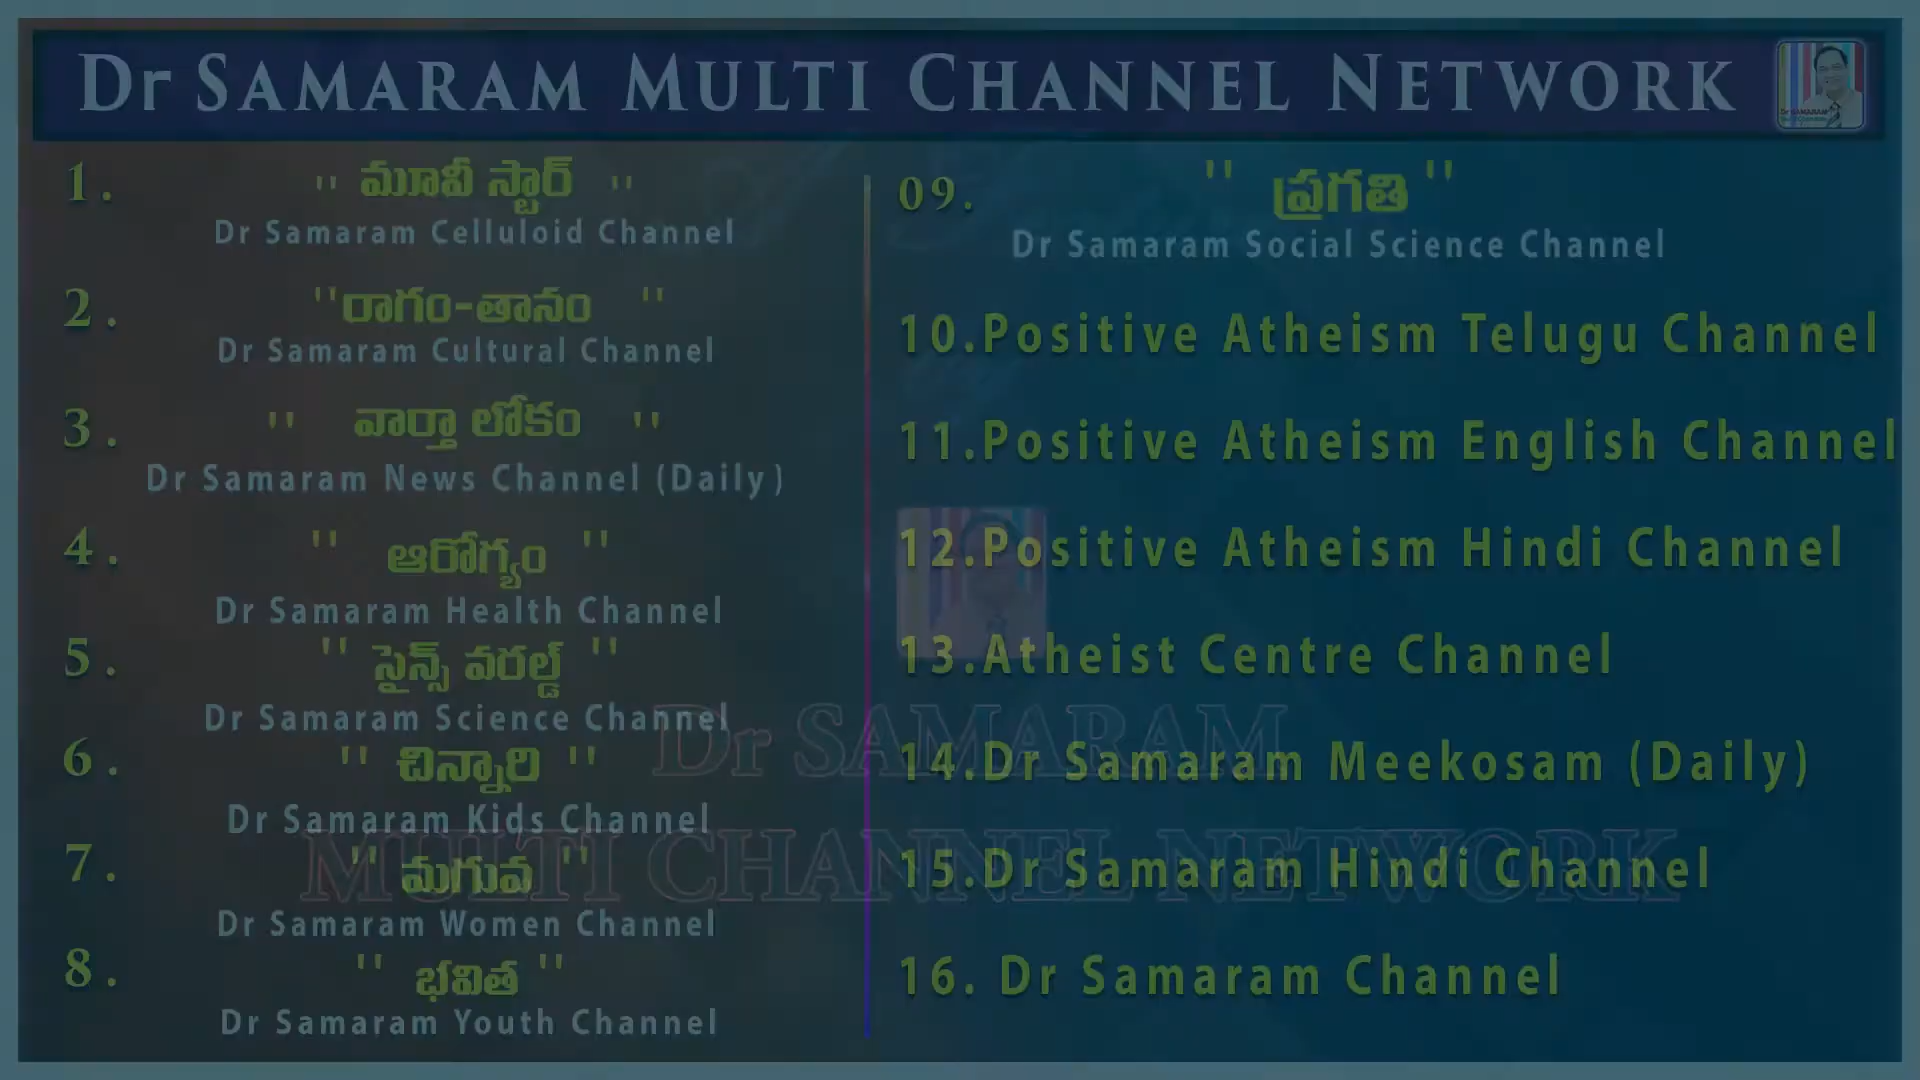 Dr SAMARAM MULTI CHANNEL NETWORK
1. '' మూవీ స్టార్ ''
Dr Samaram Celluloid Channel
2. ''రాగం-తానం ''
Dr Samaram Cultural Channel
3. '' వార్తా లోకం ''
Dr Samaram News Channel (Daily)
4. '' ఆరోగ్యం ''
Dr Samaram Health Channel
5. '' సైన్స్ వరల్డ్ ''
Dr Samaram Science Channel
6. '' చిన్నారి ''
Dr Samaram Kids Channel
7. '' మగువ ''
Dr Samaram Women Channel
8. '' భవిత ''
Dr Samaram Youth Channel
09. '' ప్రగతి ''
Dr Samaram Social Science Channel
10.Positive Atheism Telugu Channel
11.Positive Atheism English Channel
12.Positive Atheism Hindi Channel
13.Atheist Centre Channel
14.Dr Samaram Meekosam (Daily)
15.Dr Samaram Hindi Channel
16. Dr Samaram Channel
Dr SAMARAM
MULTI CHANNEL NETWORK